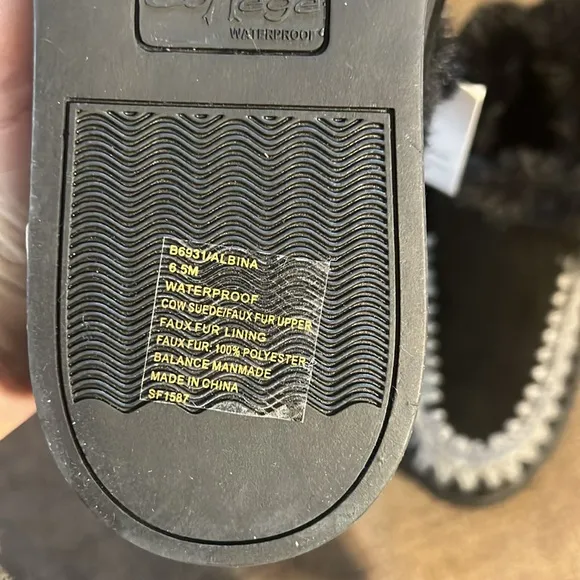 WATERPROOF
B6931/ALBINA
6.5M
WATERPROOF
COW SUEDE/FAUX FUR UPPER
FAUX FUR LINING
FAUX FUR: 100% POLYESTER
BALANCE MANMADE
MADE IN CHINA
SF1587